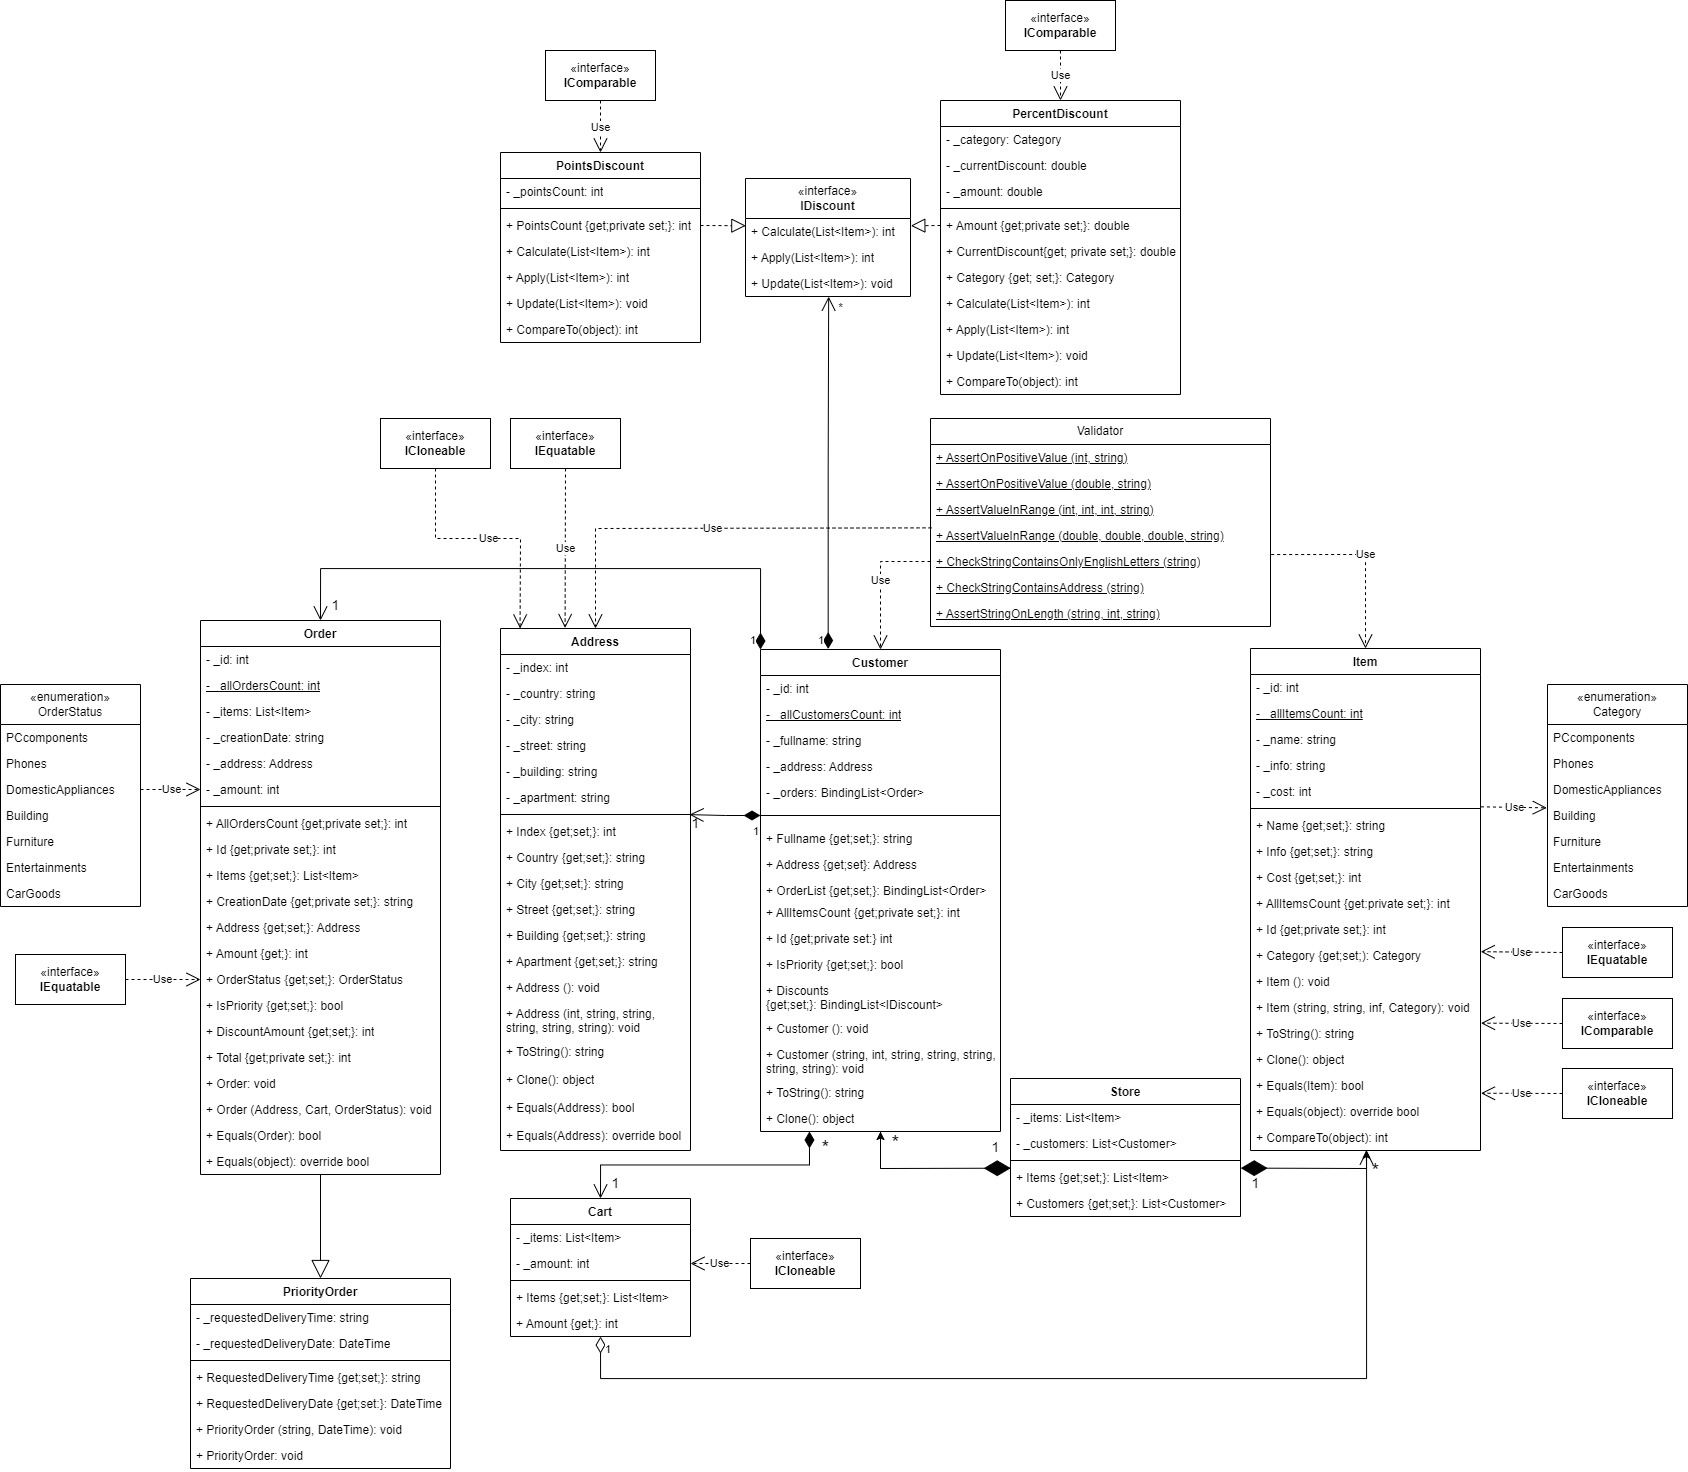 «interface»
IComparable
Use
«interface»
IComparable
Use
PointsDiscount
- _pointsCount: int
+ PointsCount {get;private set;}: int
+ Calculate(List<Item>): int
+ Apply(List<Item>): int
+ Update(List<Item>): void
+ CompareTo(object): int
«interface»
IDiscount
+ Calculate(List<Item>): int
+ Apply(List<Item>): int
+ Update(List<Item>): void
*
PercentDiscount
- _category: Category
- _currentDiscount: double
- _amount: double
+ Amount {get;private set;}: double
+ CurrentDiscount{get; private set;}: double
+ Category {get; set;}: Category
+ Calculate(List<Item>): int
+ Apply(List<Item>): int
+ Update(List<Item>): void
+ CompareTo(object): int
«interface»
ICloneable
Use
«interface»
IEquatable
Use
Validator
+ AssertOnPositiveValue (int, string)
+ AssertOnPositiveValue (double, string)
+ AssertValueInRange (int, int, int, string)
+ AssertValueInRange (double, double, double, string)
+ CheckStringContainsOnlyEnglishLetters (string)
+ CheckStringContainsAddress (string)
+ AssertStringOnLength (string, int, string)
Use
Use
Use
1
1
1
«enumeration»
OrderStatus
PCcomponents
Phones
DomesticAppliances
Building
Furniture
Entertainments
CarGoods
Use
«interface»
IEquatable
Use
Order
- _id: int
- _allOrdersCount: int
- _items: List<Item>
- _creationDate: string
- _address: Address
- _amount: int
+ AllOrdersCount {get;private set;}: int
+ Id {get;private set;}: int
+ Items {get;set;}: List<Item>
+ CreationDate {get;private set;}: string
+ Address {get;set;}: Address
+ Amount {get;}: int
+ OrderStatus {get;set;}: OrderStatus
+ IsPriority {get;set;}: bool
+ DiscountAmount {get;set;}: int
+ Total {get;private set;}: int
+ Order: void
+ Order (Address, Cart, OrderStatus): void
+ Equals(Order): bool
+ Equals(object): override bool
Address
- _index: int
- _country: string
- _city: string
- _street: string
- _building: string
- _apartment: string
+ Index {get;set;}: int
+ Country {get;set;}: string
+ City {get;set;}: string
+ Street {get;set;}: string
+ Building {get;set;}: string
+ Apartment {get;set;}: string
+ Address (): void
+ Address (int, string, string,
string, string, string): void
+ ToString(): string
+ Clone(): object
+ Equals(Address): bool
+ Equals(Address): override bool
1
1
Customer
- _id: int
- _allCustomersCount: int
- _fullname: string
- _address: Address
- _orders: BindingList<Order>
+ Fullname {get;set;}: string
+ Address {get;set}: Address
+ OrderList {get;set;}: BindingList<Order>
+ AllItemsCount {get;private set;}: int
+ Id {get;private set:} int
+ IsPriority {get;set;}: bool
+ Discounts
{get;set;}: BindingList<IDiscount>
+ Customer (): void
+ Customer (string, int, string, string, string,
string, string): void
+ ToString(): string
+ Clone(): object
Item
- _id: int
- _allItemsCount: int
- _name: string
- _info: string
- _cost: int
+ Name {get;set;}: string
+ Info {get;set;}: string
+ Cost {get;set;}: int
+ AllItemsCount {get:private set;}: int
+ Id {get;private set;}: int
+ Category {get;set;): Category
+ Item (): void
+ Item (string, string, inf, Category): void
+ ToString(): string
+ Clone(): object
+ Equals(Item): bool
+ Equals(object): override bool
+ CompareTo(object): int
Use
«enumeration»
Category
PCcomponents
Phones
DomesticAppliances
Building
Furniture
Entertainments
CarGoods
Use
«interface»
IEquatable
Use
«interface»
IComparable
Use
«interface»
ICloneable
Store
- _items: List<Item>
- _customers: List<Customer>
+ Items {get;set;}: List<Item>
+ Customers {get;set;}: List<Customer>
*
*
1
1
*
1
Cart
- _items: List<Item>
- _amount: int
+ Items {get;set;}: List<Item>
+ Amount {get;}: int
1
Use
«interface»
ICloneable
PriorityOrder
- _requestedDeliveryTime: string
- _requestedDeliveryDate: DateTime
+ RequestedDeliveryTime {get;set;}: string
+ RequestedDeliveryDate {get;set:}: DateTime
+ PriorityOrder (string, DateTime): void
+ PriorityOrder: void